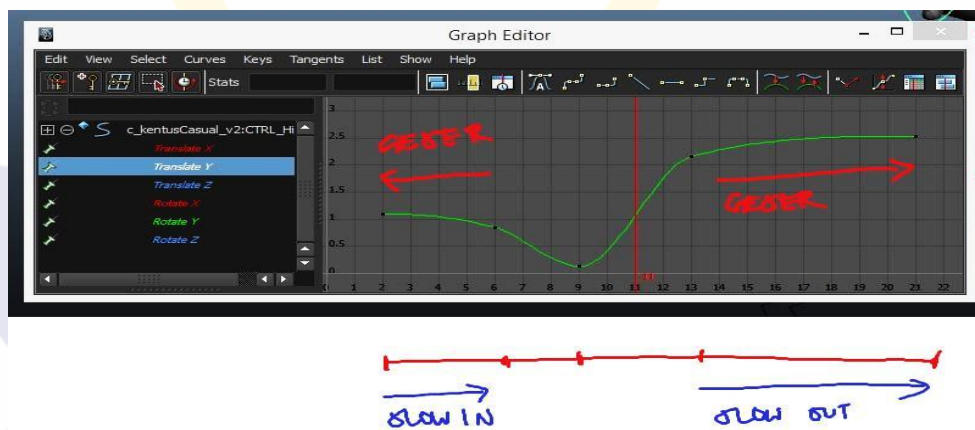 Graph Editor
Edit View Select Curves Keys Tangents List Show Help
Stats
c_kentusCasual_v2:CTRL_Hi
Translate X
Translate Y
Translate Z
Rotate X
Rotate Y
Rotate Z
3
2.5
2
1.5
1
0.5
0
GESER
GESER
1 2 3 4 5 6 7 8 9 10 11 12 13 14 15 16 17 18 19 20 21 22
11
SLOW IN
SLOW OUT